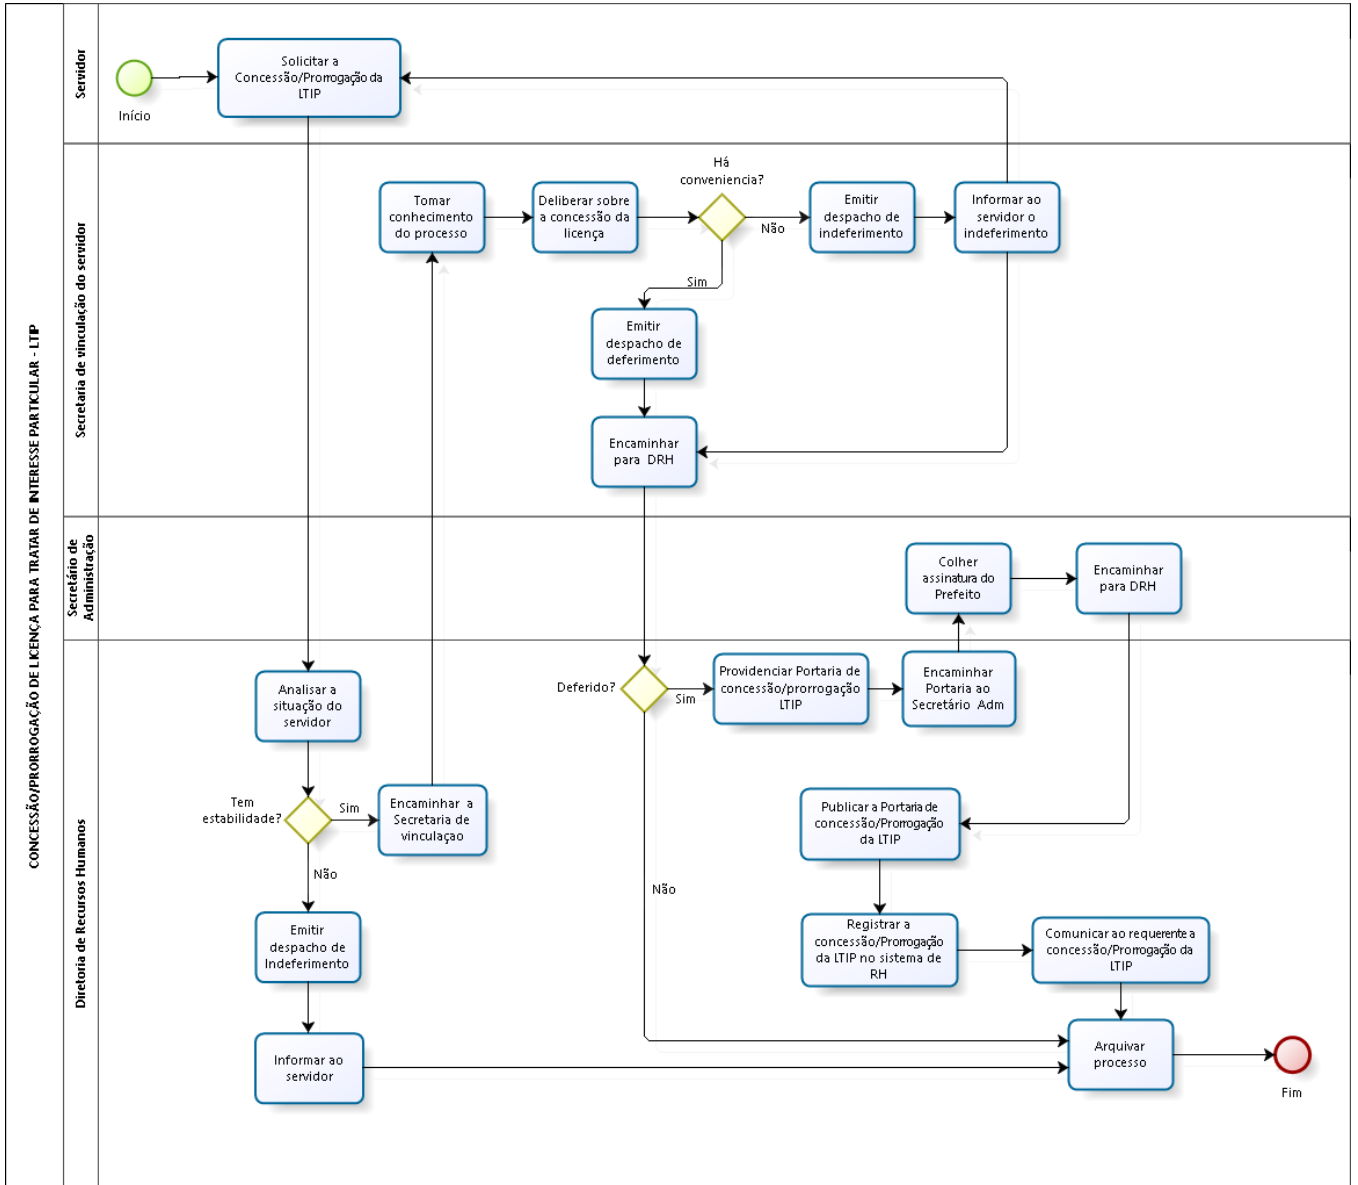 CONCESSÃO/PRORROGAÇÃO DE LICENÇA PARA TRATAR DE INTERESSE PARTICULAR - LTIP
Servidor
Início
Solicitar a
Concessão/Prorrogação da
LTIP
Secretaria de vinculação do servidor
Tomar
conhecimento
do processo
Deliberar sobre
a concessão da
licença
Há
conveniencia?
Não
Sim
Emitir
despacho de
indeferimento
Informar ao
servidor o
indeferimento
Emitir
despacho de
deferimento
Encaminhar
para DRH
Secretário de
Administração
Colher
assinatura do
Prefeito
Encaminhar
para DRH
Diretoria de Recursos Humanos
Analisar a
situação do
servidor
Tem
estabilidade?
Sim
Não
Encaminhar a
Secretaria de
vinculaçao
Emitir
despacho de
Indeferimento
Informar ao
servidor
Deferido?
Sim
Não
Providenciar Portaria de
concessão/prorrogação
LTIP
Encaminhar
Portaria ao
Secretário Adm
Publicar a Portaria de
concessão/Prorrogação
da LTIP
Registrar a
concessão/Prorrogação
da LTIP no sistema de
RH
Comunicar ao requerente a
concessão/Prorrogação da
LTIP
Arquivar
processo
Fim